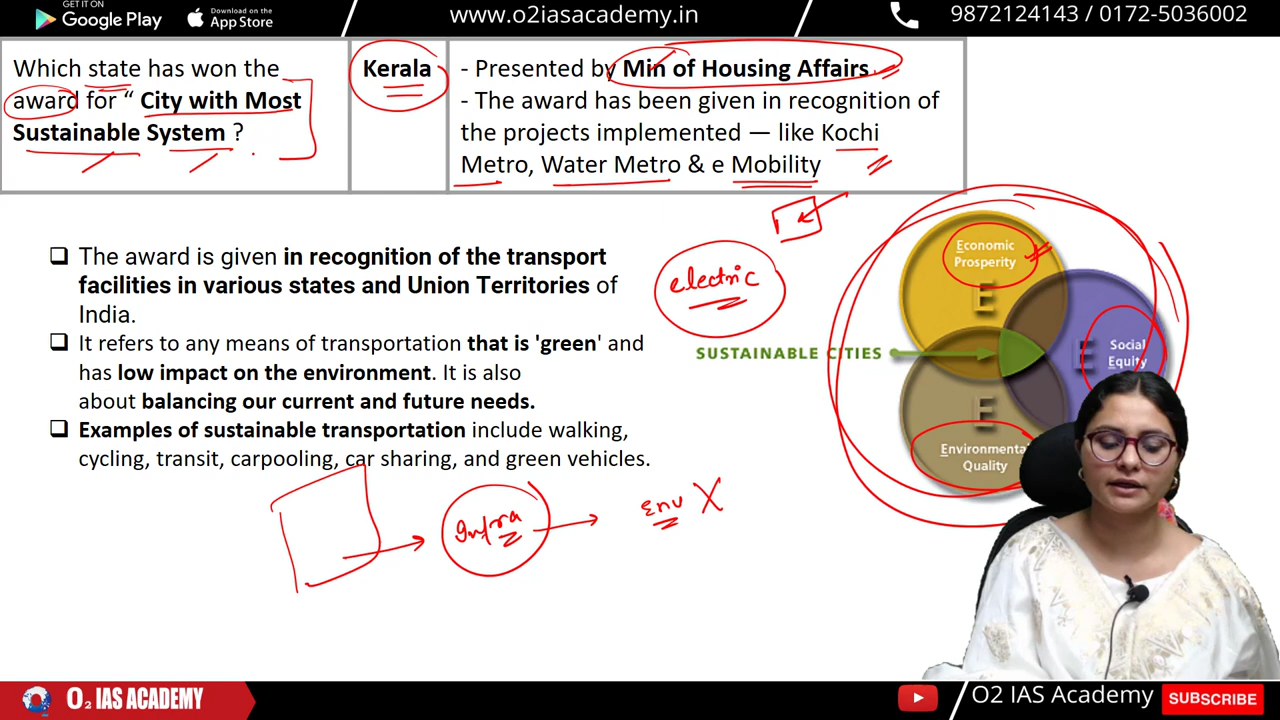 GET IT ON
Google Play
Download on the
App Store
www.o2iasacademy.in
9872124143 / 0172-5036002
Which state has won the
award for “ City with Most
Sustainable System ?
Kerala
- Presented by Min of Housing Affairs
- The award has been given in recognition of
the projects implemented — like Kochi
Metro, Water Metro & e Mobility
❑ The award is given in recognition of the transport
facilities in various states and Union Territories of
India.
❑ It refers to any means of transportation that is 'green' and
has low impact on the environment. It is also
about balancing our current and future needs.
❑ Examples of sustainable transportation include walking,
cycling, transit, carpooling, car sharing, and green vehicles.
electric
Economic
Prosperity
E
SUSTAINABLE CITIES
E
Social
Equity
E
Environmental
Quality
Infra
Env X
O2 IAS ACADEMY
O2 IAS Academy
SUBSCRIBE